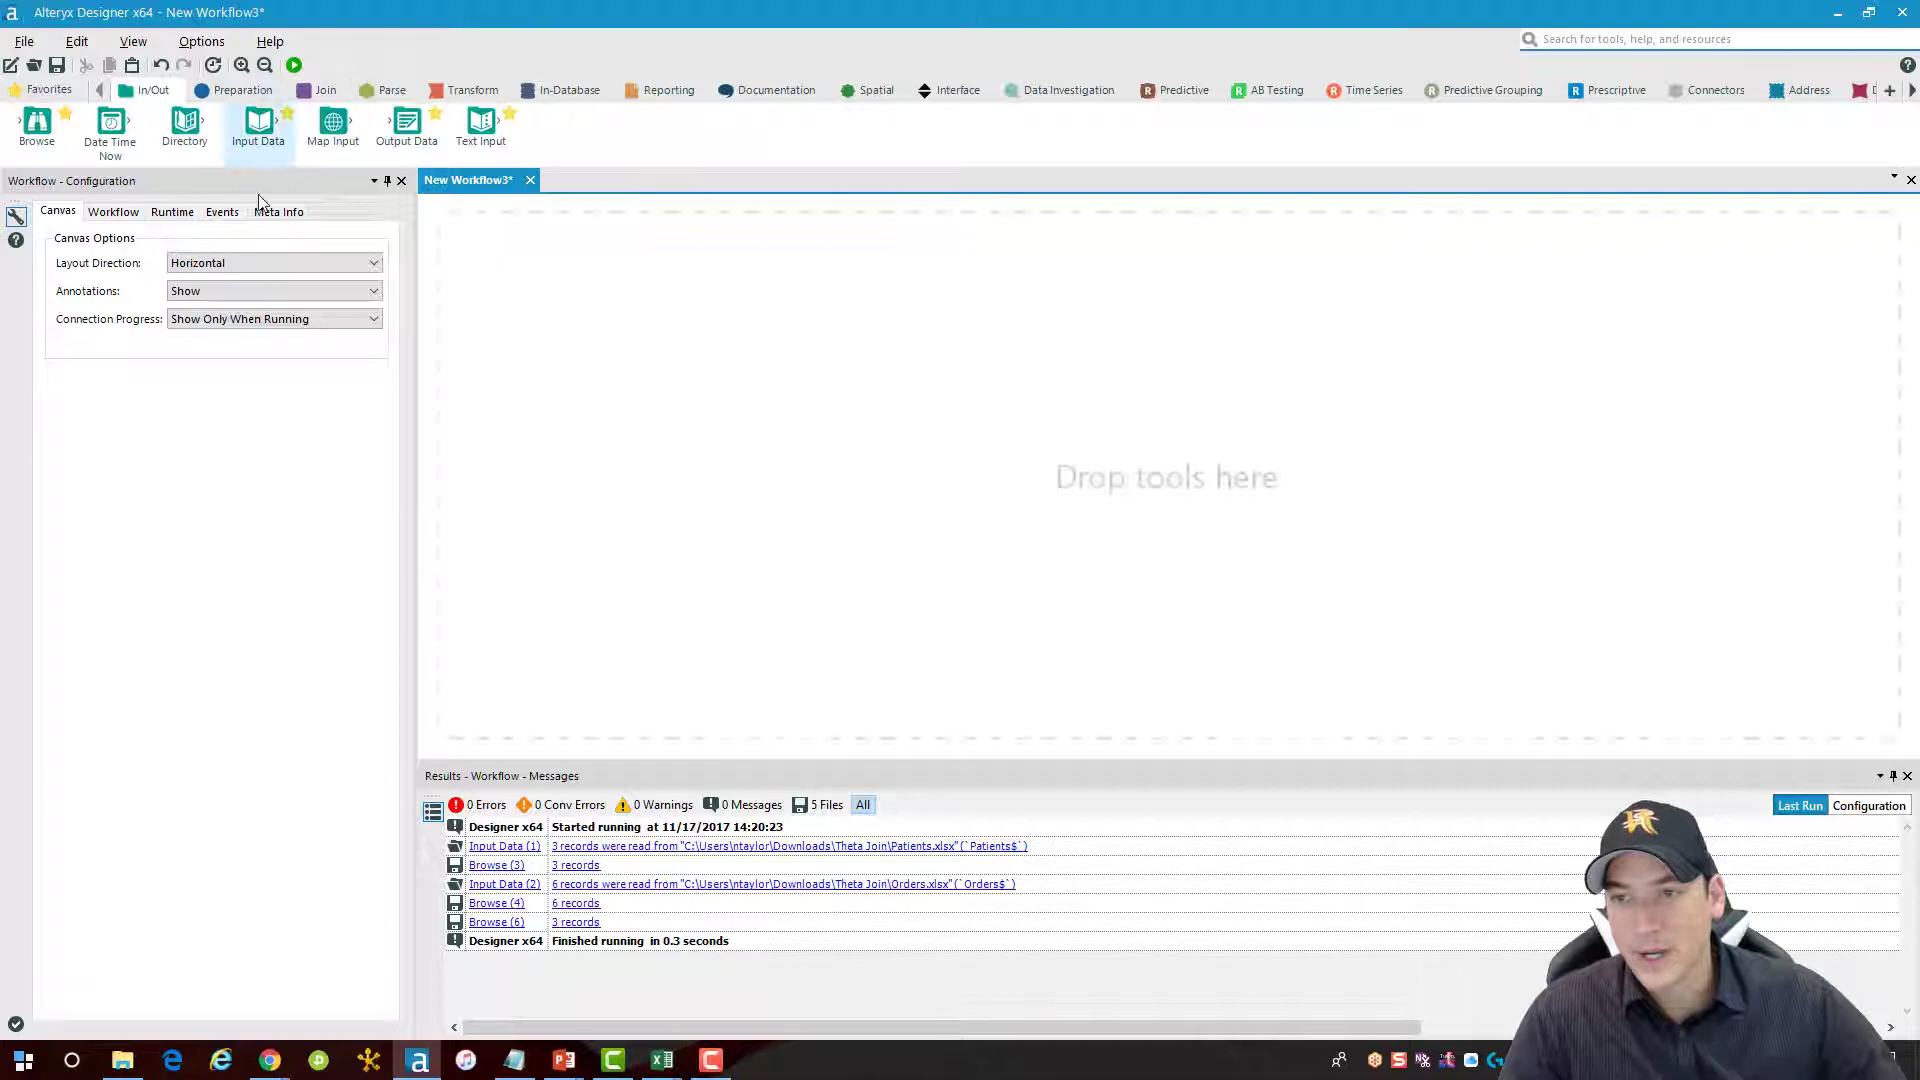 Alteryx Designer x64 - New Workflow3*
File Edit View Options Help
Search for tools, help, and resources
Favorites In/Out Preparation Join Parse Transform In-Database Reporting Documentation Spatial Interface Data Investigation Predictive AB Testing Time Series Predictive Grouping Prescriptive Connectors Address
Browse Date Time Now Directory Input Data Map Input Output Data Text Input
Workflow - Configuration
New Workflow3*
Canvas Workflow Runtime Events Meta Info
Canvas Options
Layout Direction: Horizontal
Annotations: Show
Connection Progress: Show Only When Running
Drop tools here
Results - Workflow - Messages
0 Errors 0 Conv Errors 0 Warnings 0 Messages 5 Files All
Last Run Configuration
Designer x64 Started running at 11/17/2017 14:20:23
Input Data (1) 3 records were read from "C:\Users\ntaylor\Downloads\Theta Join\Patients.xlsx" (`Patients$`)
Browse (3) 3 records
Input Data (2) 6 records were read from "C:\Users\ntaylor\Downloads\Theta Join\Orders.xlsx" (`Orders$`)
Browse (4) 6 records
Browse (6) 3 records
Designer x64 Finished running in 0.3 seconds